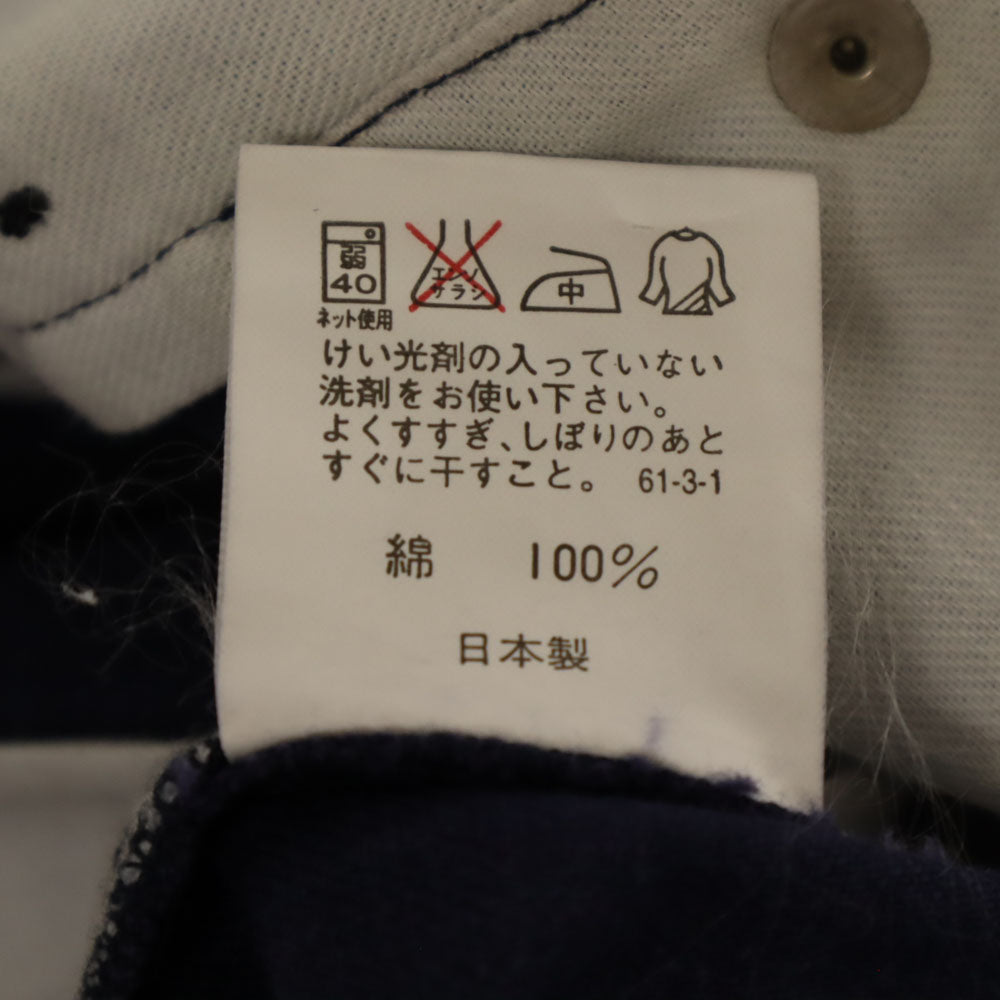 弱
40
ネット使用
エンソ
サラシ
中
けい光剤の入っていない
洗剤をお使い下さい。
よくすすぎ、しぼりのあと
すぐに干すこと。 61-3-1
綿 100%
日本製